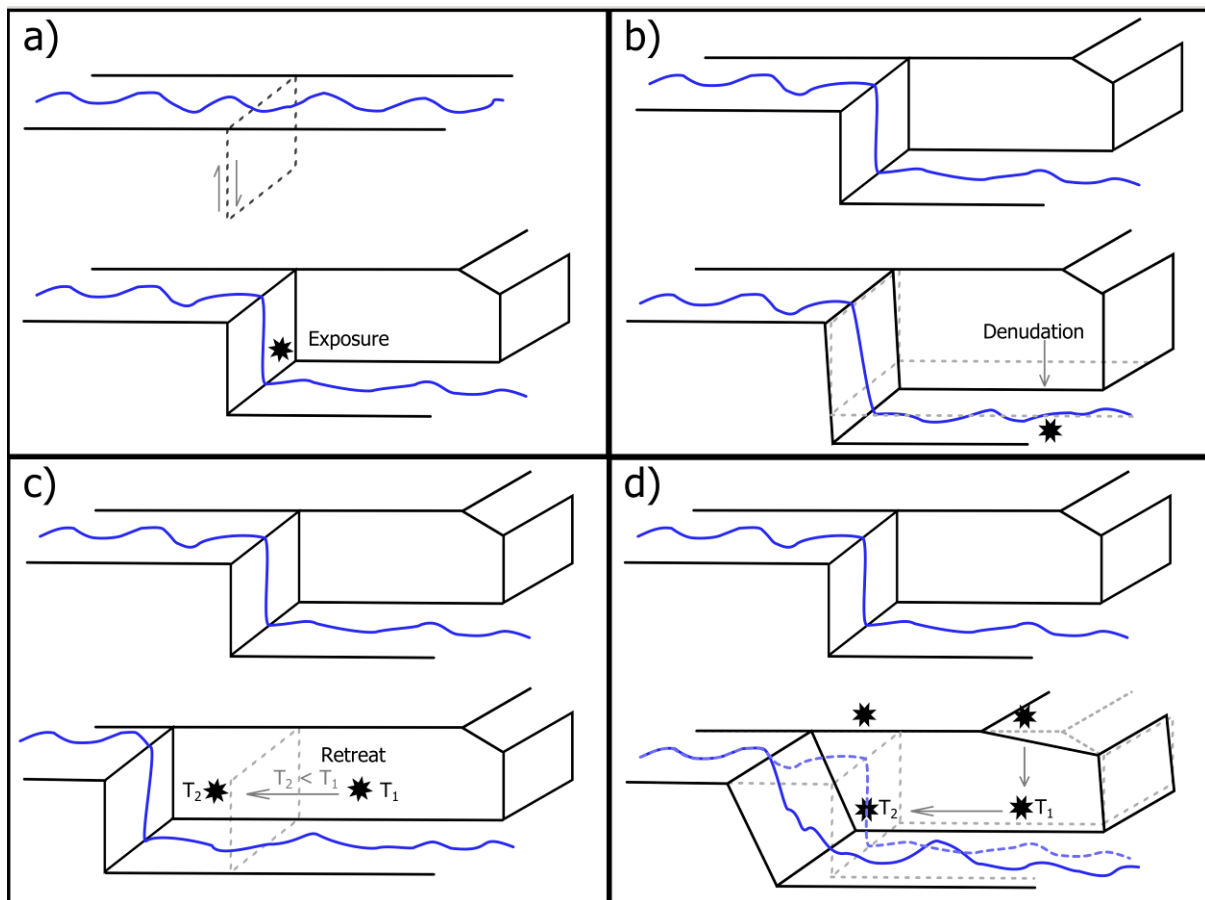 a)
Exposure
b)
Denudation
c)
Retreat
T₂ < T₁
T₂
T₁
d)
T₂
T₁